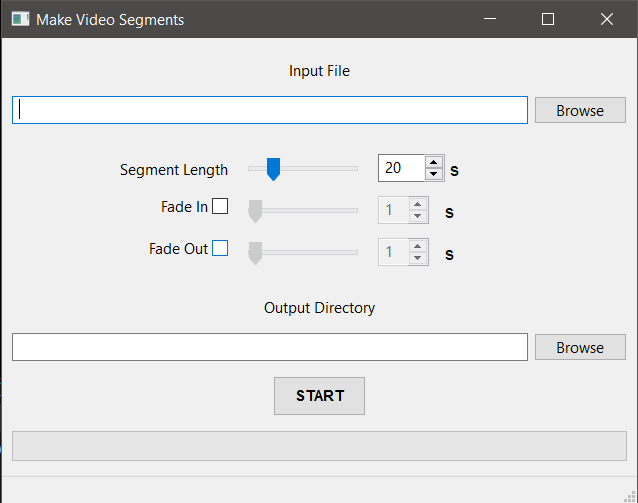 Make Video Segments
Input File
Browse
Segment Length 20 s
Fade In 1 s
Fade Out 1 s
Output Directory
Browse
START